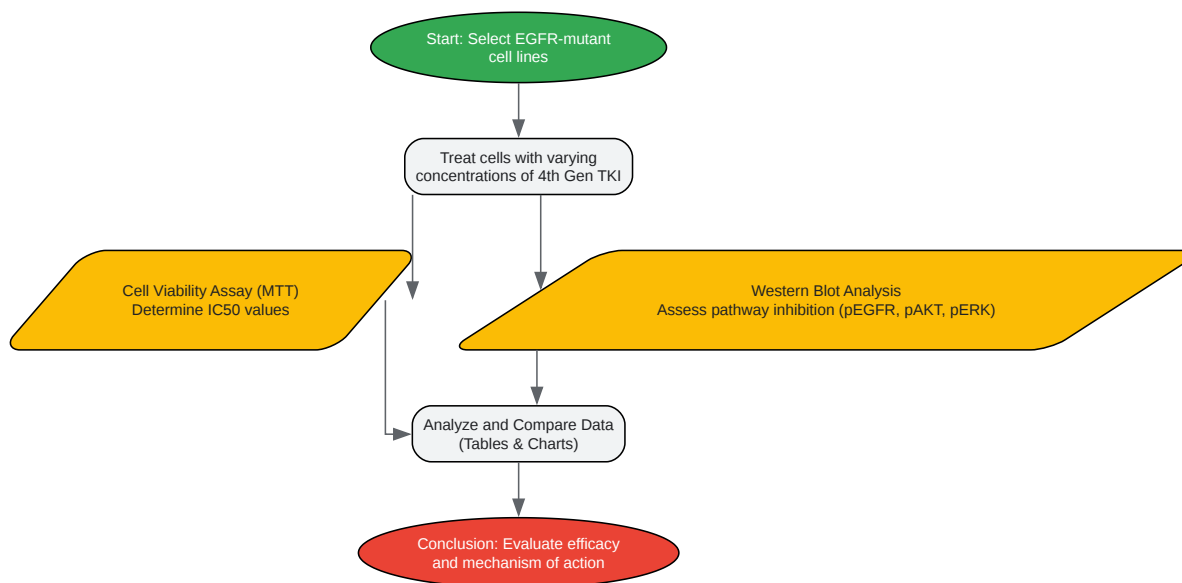 Start: Select EGFR-mutant
cell lines
Treat cells with varying
concentrations of 4th Gen TKI
Cell Viability Assay (MTT)
Determine IC50 values
Western Blot Analysis
Assess pathway inhibition (pEGFR, pAKT, pERK)
Analyze and Compare Data
(Tables & Charts)
Conclusion: Evaluate efficacy
and mechanism of action